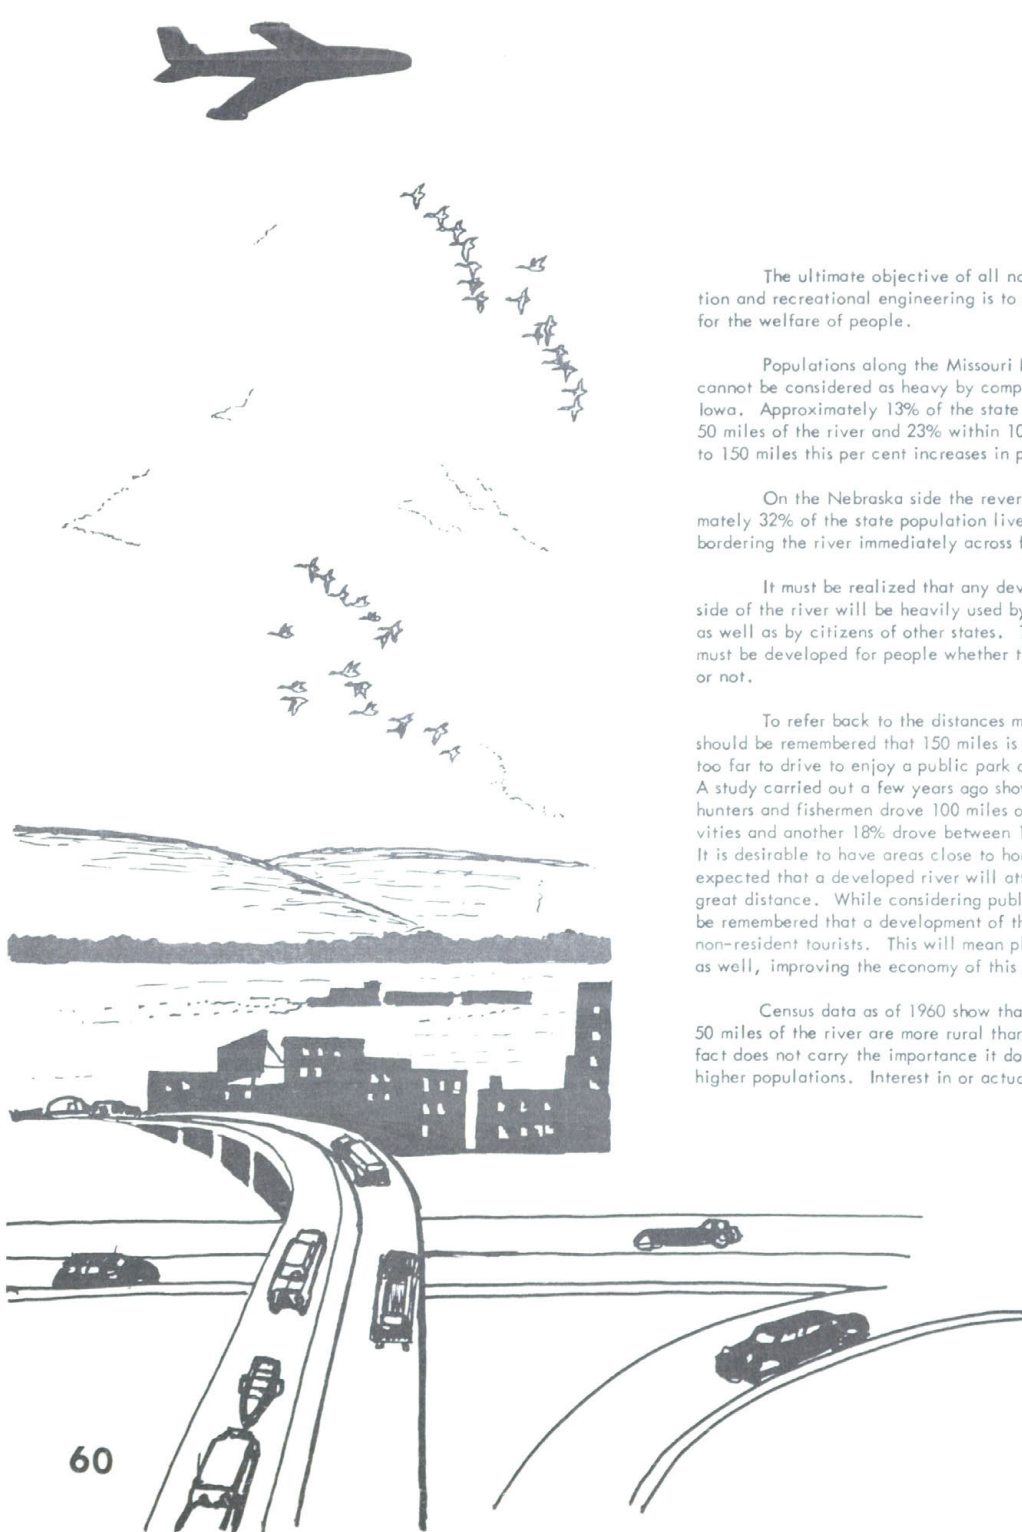 The ultimate objective of all
tion and recreational engineering is to
for the welfare of people.
Populations along the Missouri
cannot be considered as heavy by comp
Iowa. Approximately 13% of the state
50 miles of the river and 23% within 10
to 150 miles this per cent increases in p
On the Nebraska side the rever
mately 32% of the state population live
bordering the river immediately across f
It must be realized that any dev
side of the river will be heavily used by
as well as by citizens of other states.
must be developed for people whether t
or not.
To refer back to the distances m
should be remembered that 150 miles is
too far to drive to enjoy a public park
A study carried out a few years ago show
hunters and fishermen drove 100 miles o
vities and another 18% drove between 1
It is desirable to have areas close to ho
expected that a developed river will att
great distance. While considering publ
be remembered that a development of th
non-resident tourists. This will mean pl
as well, improving the economy of this
Census data as of 1960 show tha
50 miles of the river are more rural than
fact does not carry the importance it do
higher populations. Interest in or actua
60